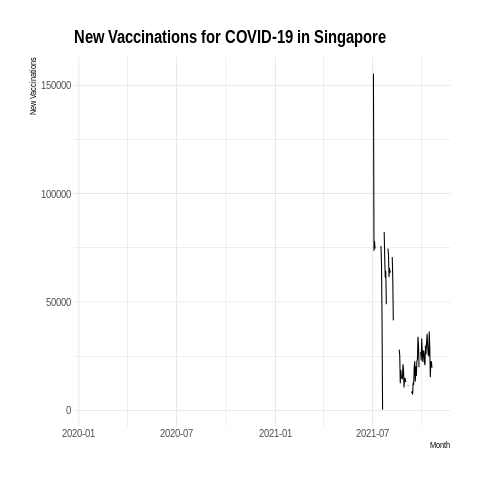 New Vaccinations for COVID-19 in Singapore
New Vaccinations
150000
100000
50000
0
2020-01 2020-07 2021-01 2021-07
Month